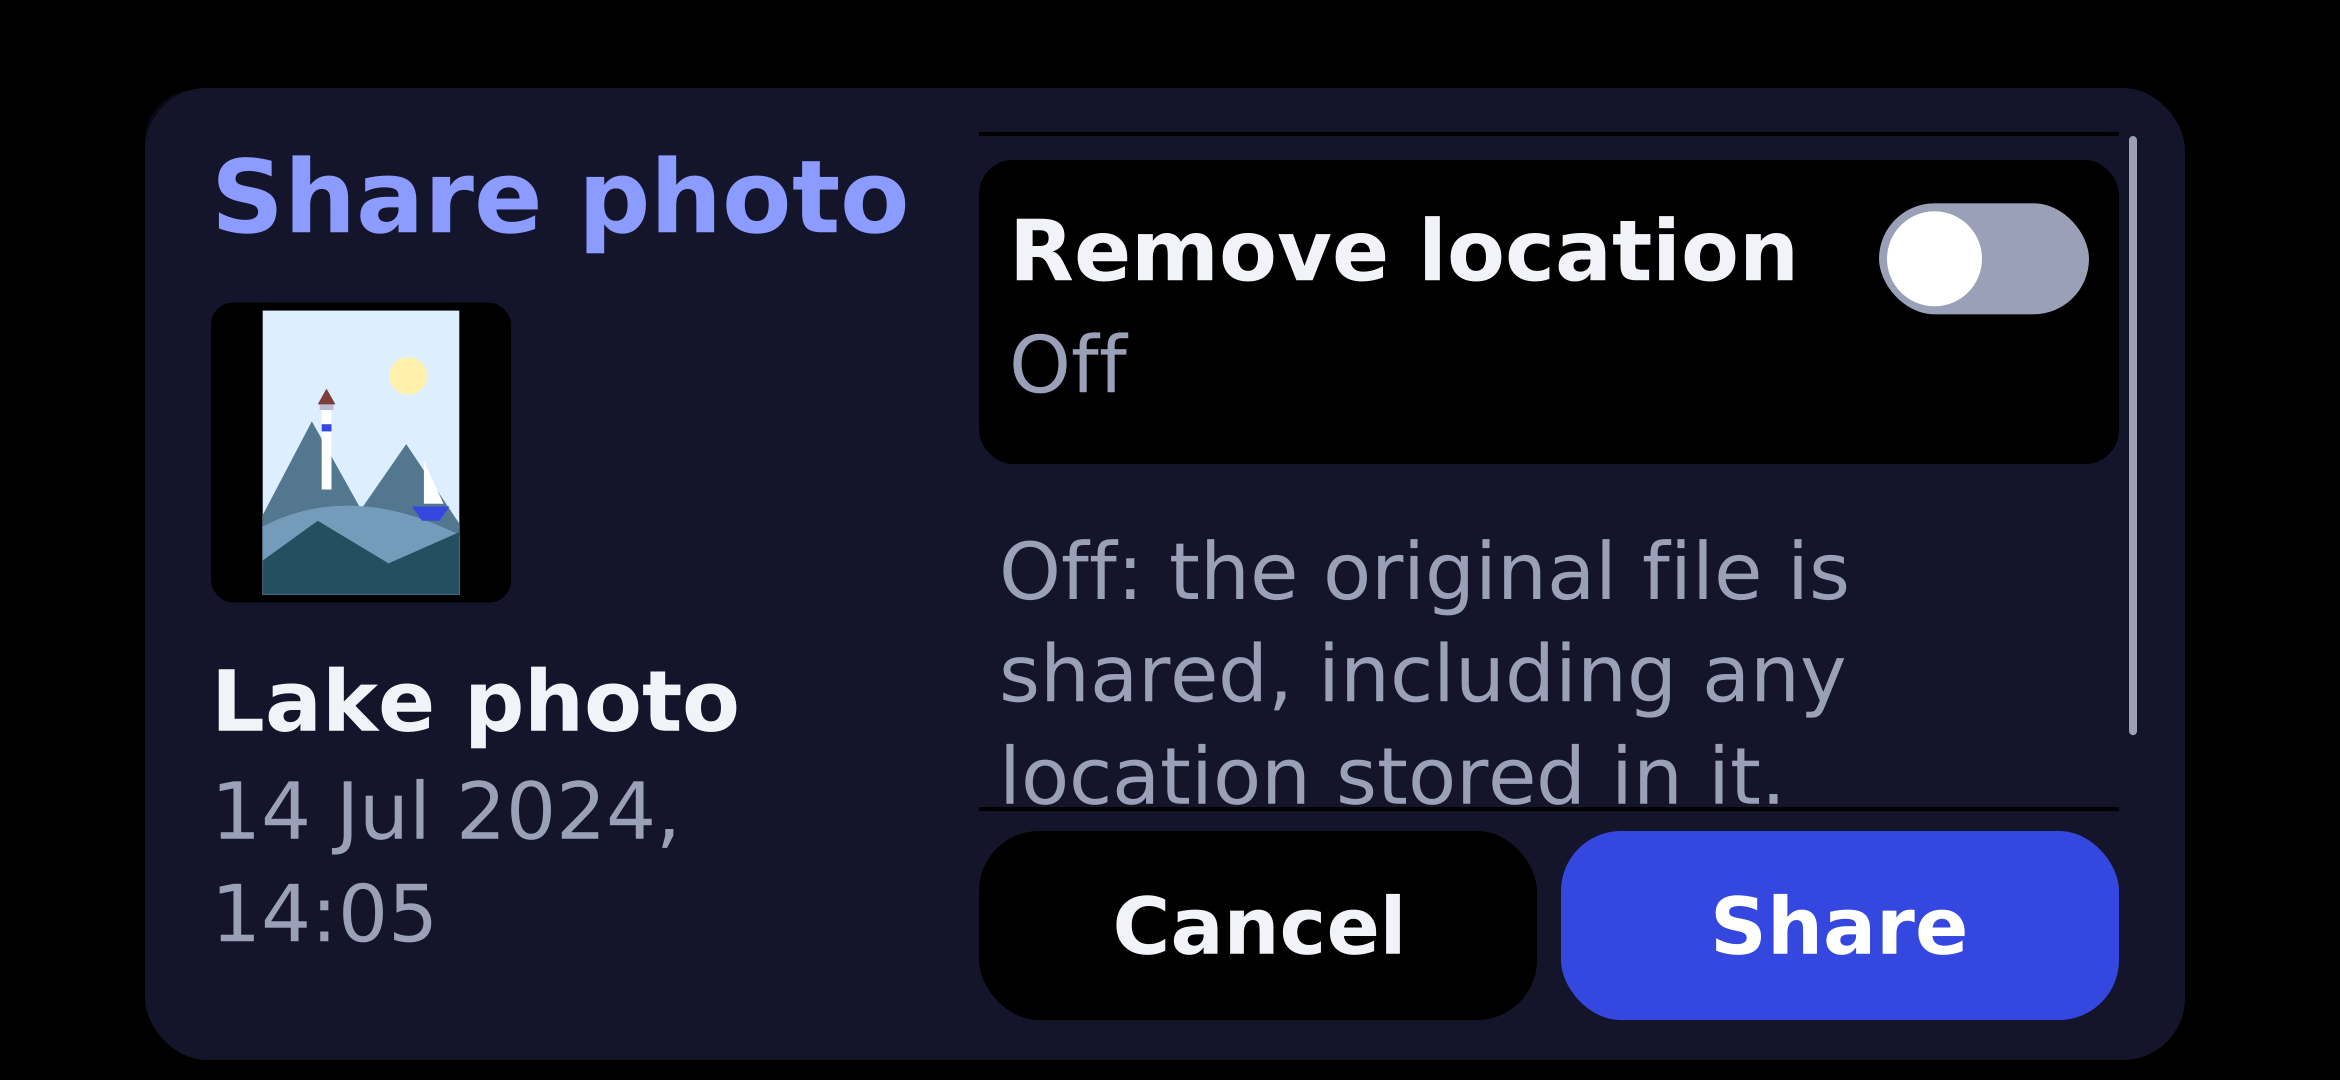 Share photo
Lake photo
14 Jul 2024,
14:05
Remove location
Off
Off: the original file is
shared, including any
location stored in it.
Cancel
Share